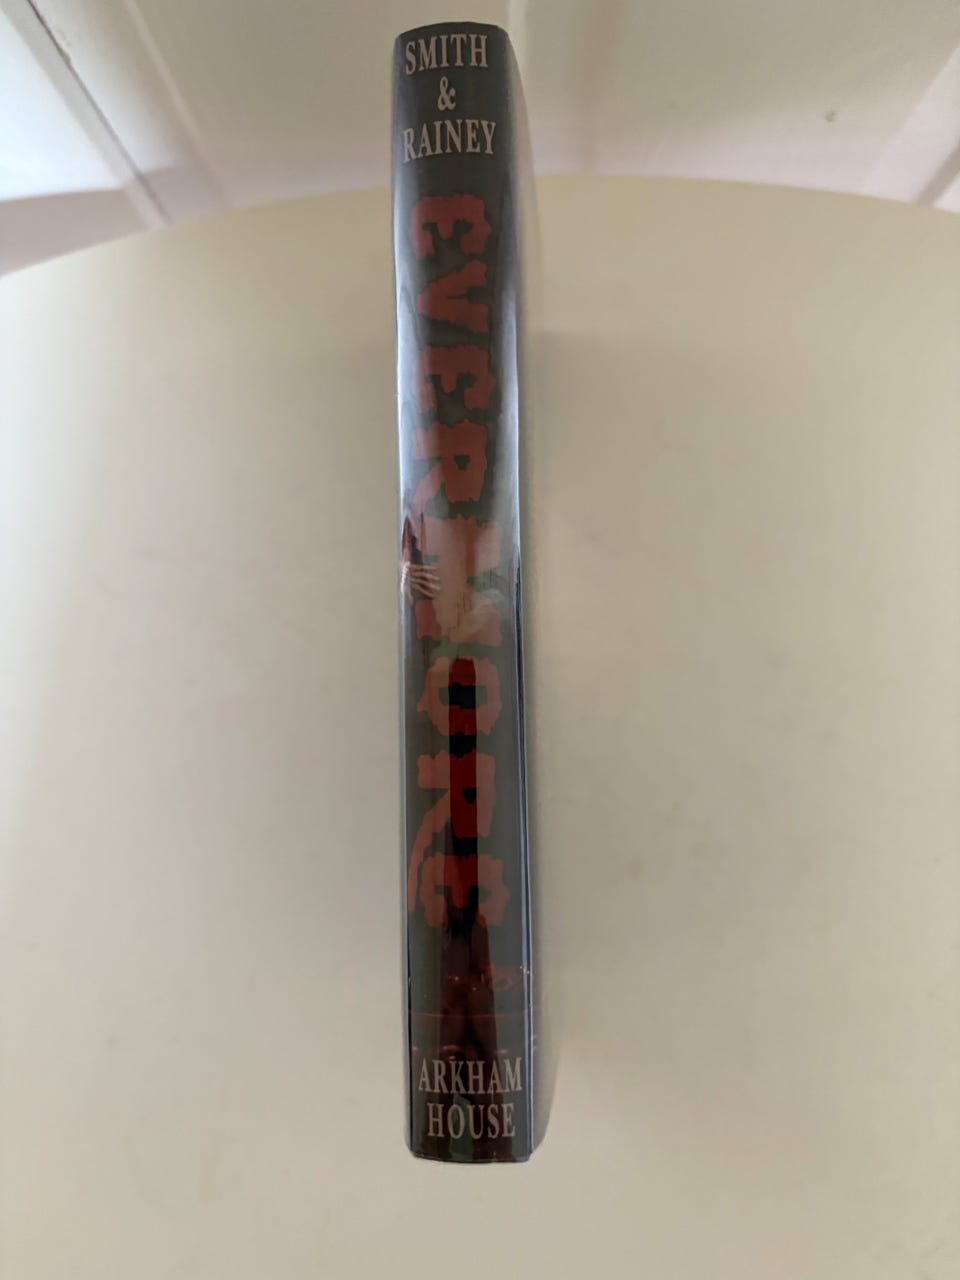 SMITH
&
RAINEY
EVERMORE
ARKHAM
HOUSE